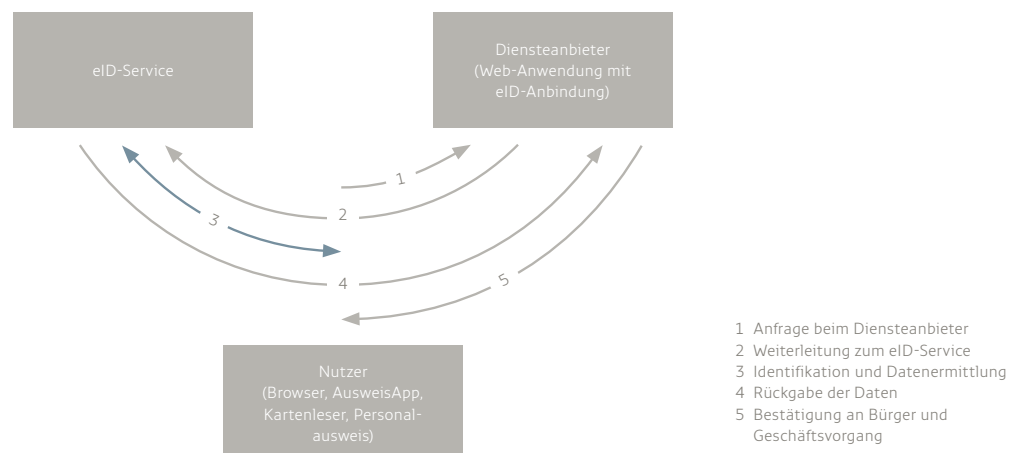 eID-Service
Diensteanbieter
(Web-Anwendung mit
eID-Anbindung)
1
2
3
4
5
Nutzer
(Browser, AusweisApp,
Kartenleser, Personal-
ausweis)
1 Anfrage beim Diensteanbieter
2 Weiterleitung zum eID-Service
3 Identifikation und Datenermittlung
4 Rückgabe der Daten
5 Bestätigung an Bürger und
Geschäftsvorgang